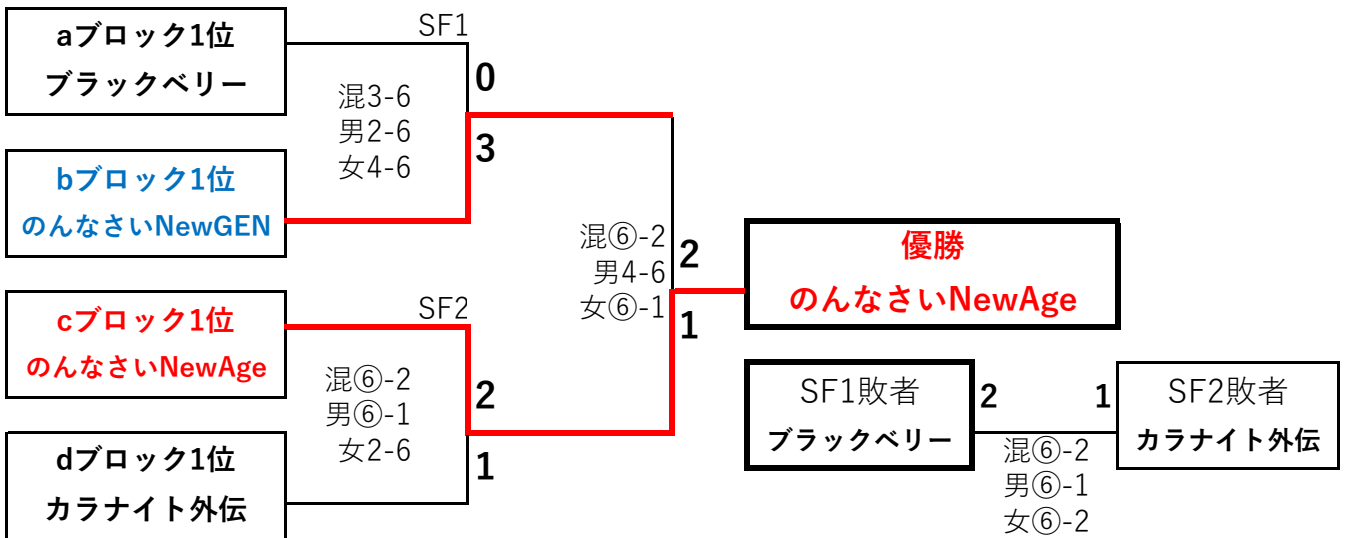 aブロック1位
ブラックベリー
SF1
0
混3-6
男2-6
女4-6
3
bブロック1位
のんなさいNewGEN
混⑥-2
男4-6
女⑥-1
2
1
優勝
のんなさいNewAge
cブロック1位
のんなさいNewAge
SF2
混⑥-2
男⑥-1
女2-6
2
1
dブロック1位
カラナイト外伝
SF1敗者
ブラックベリー
2
1
SF2敗者
カラナイト外伝
混⑥-2
男⑥-1
女⑥-2